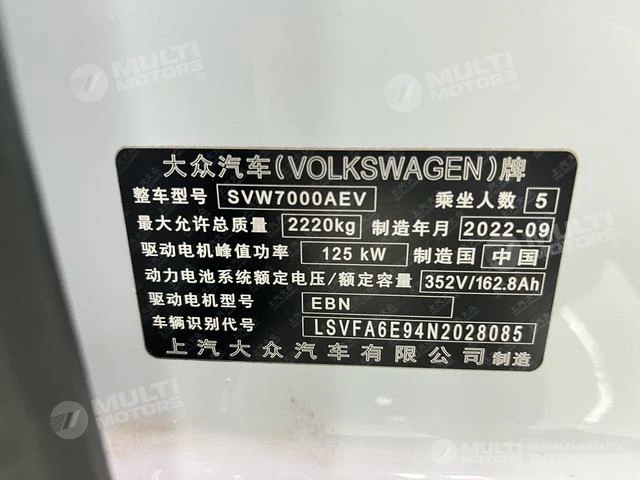 MULTI MOTORS
MULTI MOTORS
MULTI MOTORS
大众汽车(VOLKSWAGEN)牌
整车型号 SVW7000AEV 乘坐人数 5
最大允许总质量 2220kg 制造年月 2022-09
驱动电机峰值功率 125 kW 制造国 中国
动力电池系统额定电压/额定容量 352V/162.8Ah
驱动电机型号 EBN
车辆识别代号 LSVFA6E94N2028085
上汽大众汽车有限公司 制造
MULTI MOTORS
MULTI MOTORS